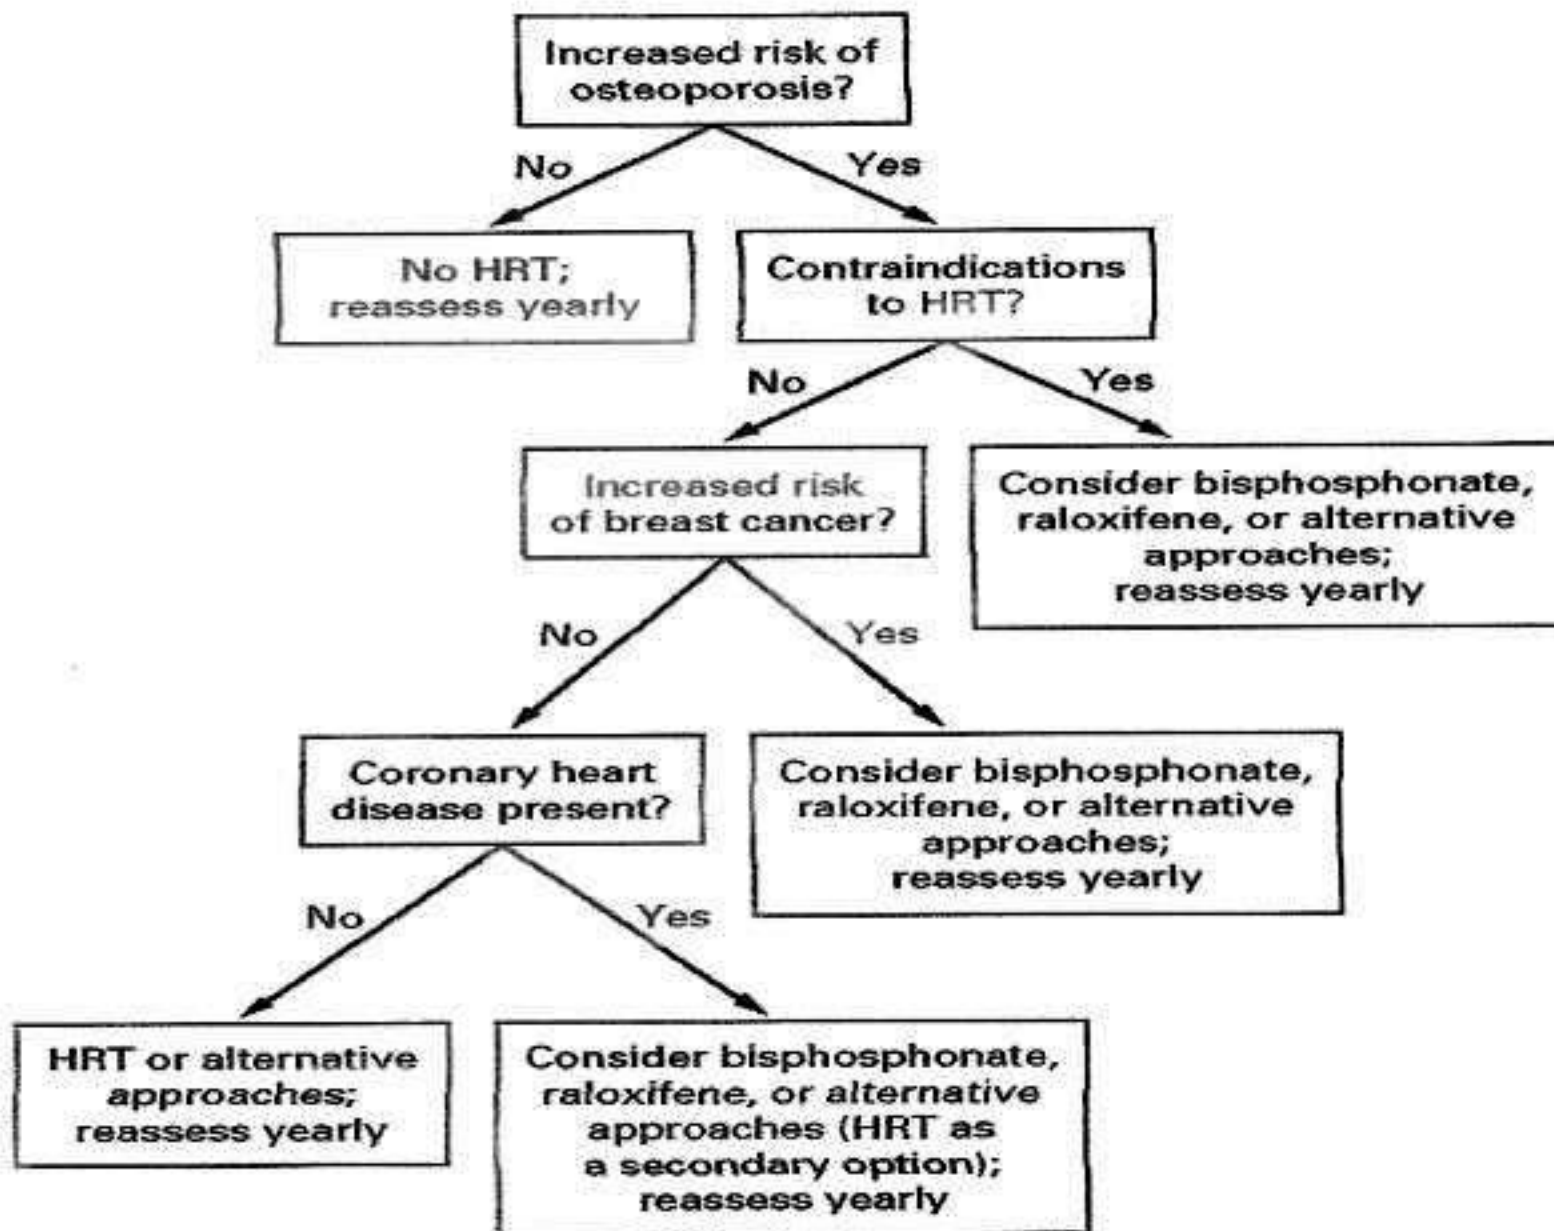 Increased risk of
osteoporosis?
No
Yes
No HRT;
reassess yearly
Contraindications
to HRT?
No
Yes
Increased risk
of breast cancer?
Consider bisphosphonate,
raloxifene, or alternative
approaches;
reassess yearly
No
Yes
Coronary heart
disease present?
Consider bisphosphonate,
raloxifene, or alternative
approaches;
reassess yearly
No
Yes
HRT or alternative
approaches;
reassess yearly
Consider bisphosphonate,
raloxifene, or alternative
approaches (HRT as
a secondary option);
reassess yearly